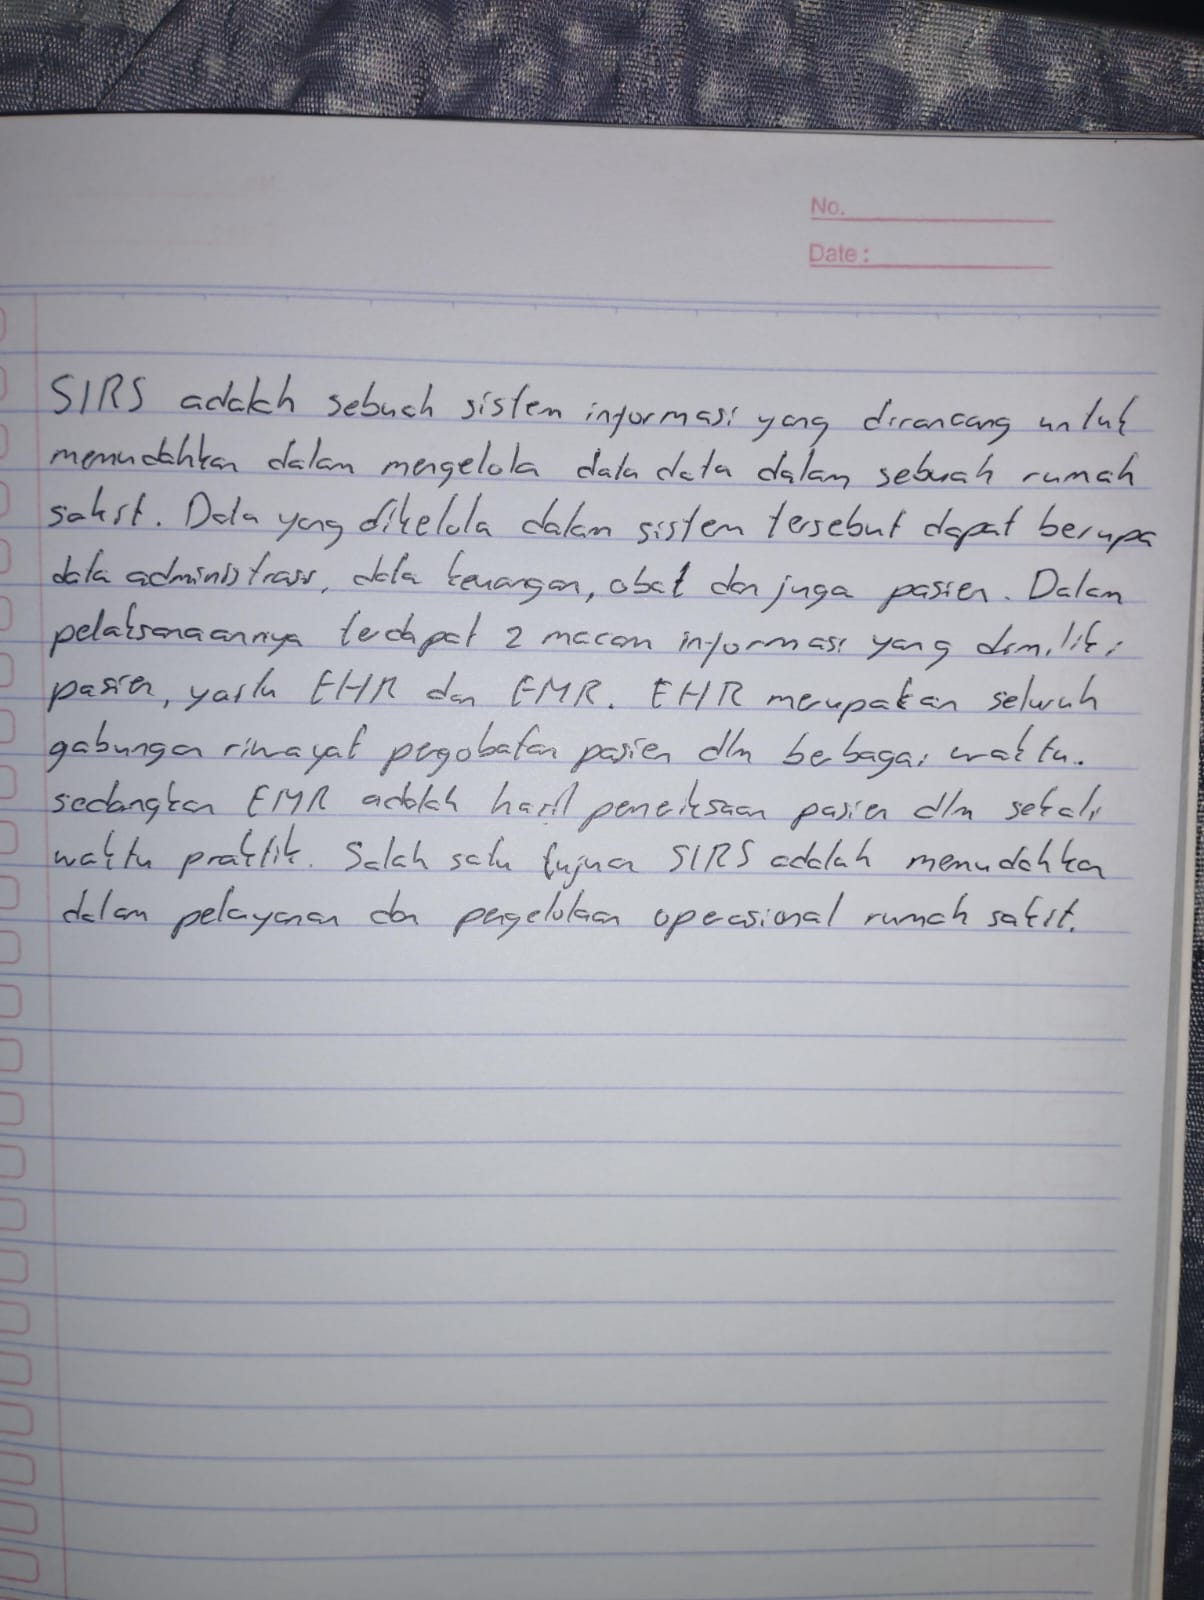 No.
Date :
SIRS adalah sebuah sistem informasi yang dirancang untuk
memudahkan dalam mengelola data data dalam sebuah rumah
sakit. Data yang dikelola dalam sistem tersebut dapat berupa
data administrasi, data keuangan, obat dan juga pasien. Dalam
pelaksanaannya terdapat 2 macam informasi yang dimiliki
pasien, yaitu EHR dan EMR. EHR merupakan seluruh
gabungan riwayat pengobatan pasien dlm berbagai waktu.
sedangkan EMR adalah hasil pemeriksaan pasien dlm sekali
waktu praktik. Salah satu tujuan SIRS adalah memudahkan
dalam pelayanan dan pengelolaan operasional rumah sakit.